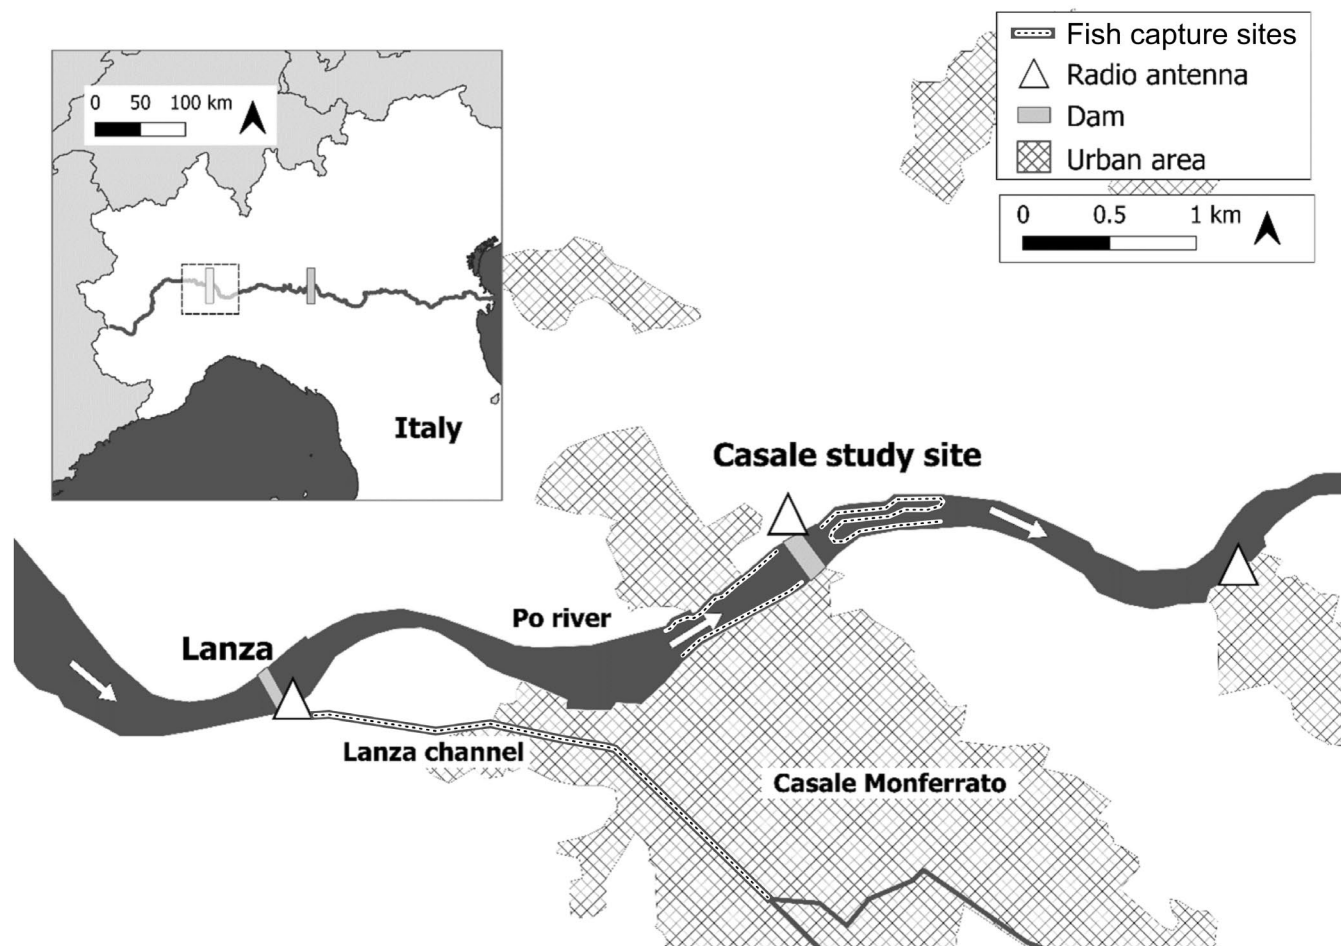 0 50 100 km
Italy
Fish capture sites
Radio antenna
Dam
Urban area
0 0.5 1 km
Casale study site
Po river
Lanza
Lanza channel
Casale Monferrato